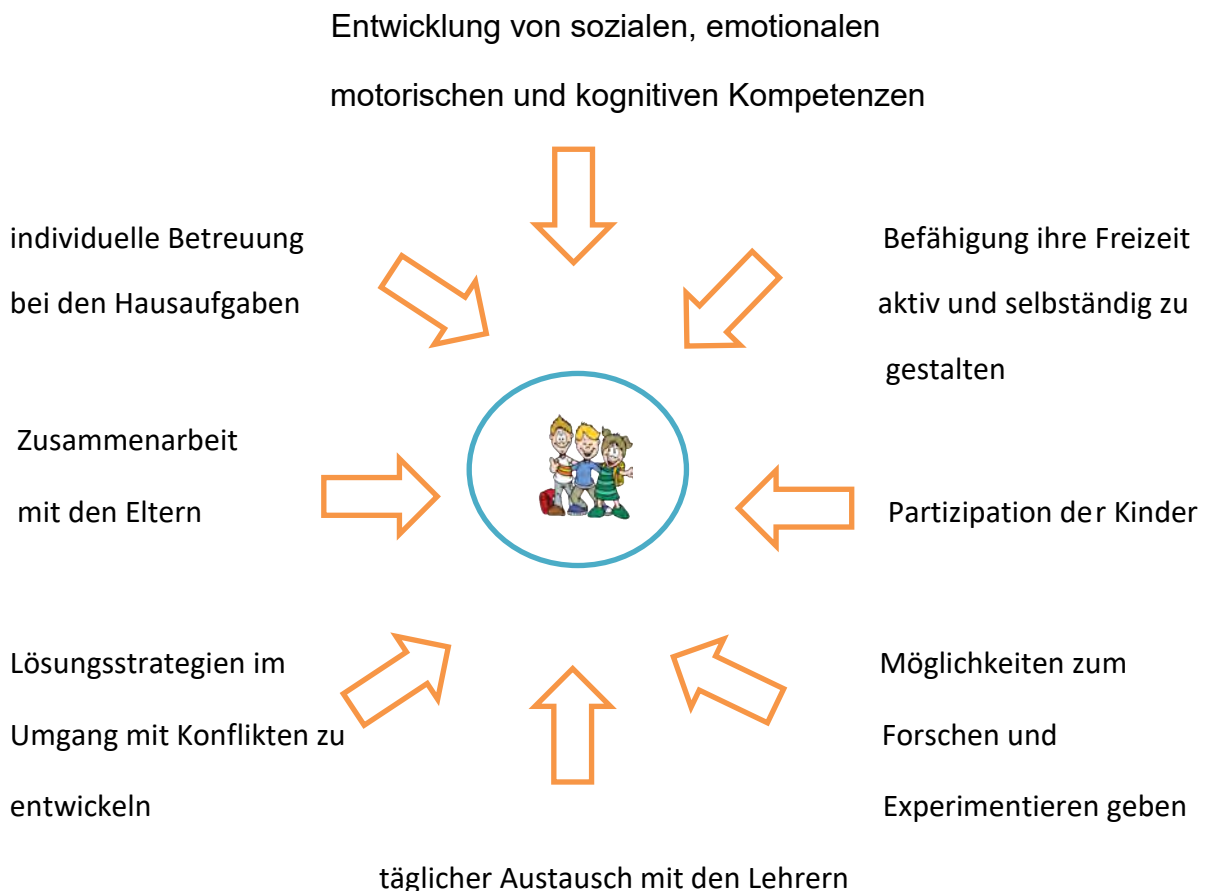 Entwicklung von sozialen, emotionalen
motorischen und kognitiven Kompetenzen
individuelle Betreuung
bei den Hausaufgaben
Befähigung ihre Freizeit
aktiv und selbständig zu
gestalten
Zusammenarbeit
mit den Eltern
Partizipation der Kinder
Lösungsstrategien im
Umgang mit Konflikten zu
entwickeln
Möglichkeiten zum
Forschen und
Experimentieren geben
täglicher Austausch mit den Lehrern